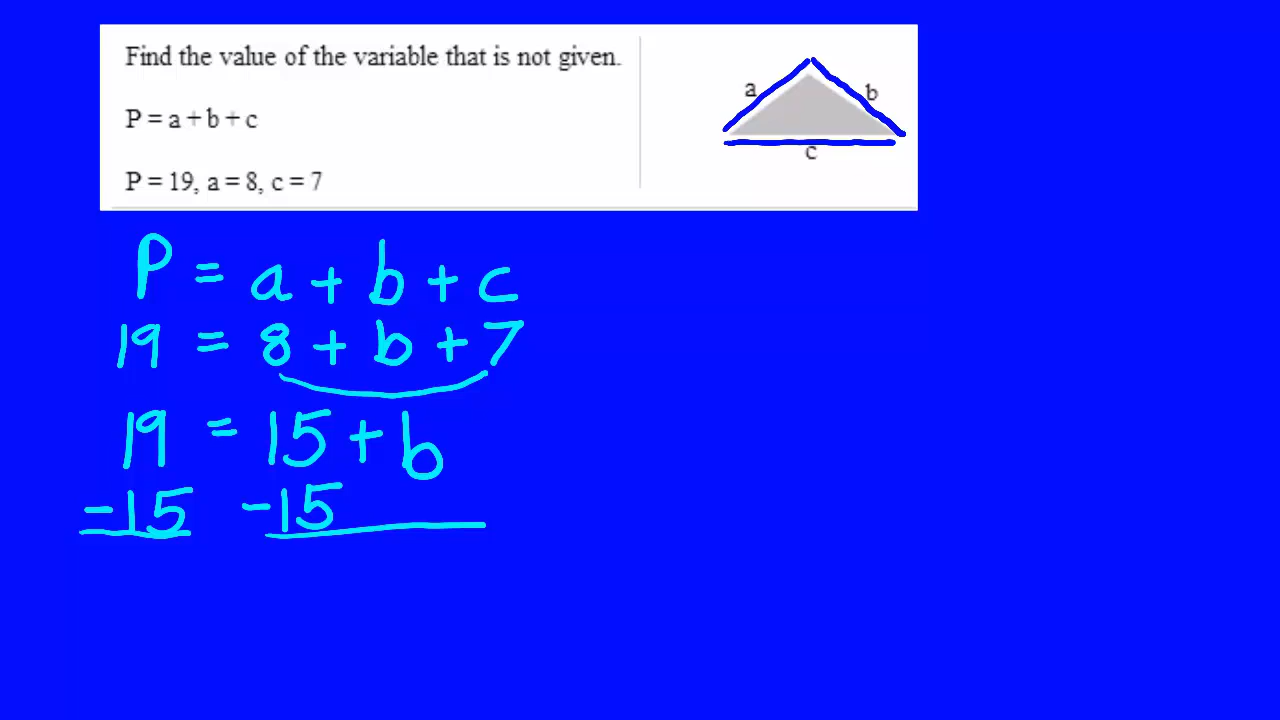 Find the value of the variable that is not given.
P = a + b + c
P = 19, a = 8, c = 7
a
b
c
P = a + b + c
19 = 8 + b + 7
19 = 15 + b
-15 -15